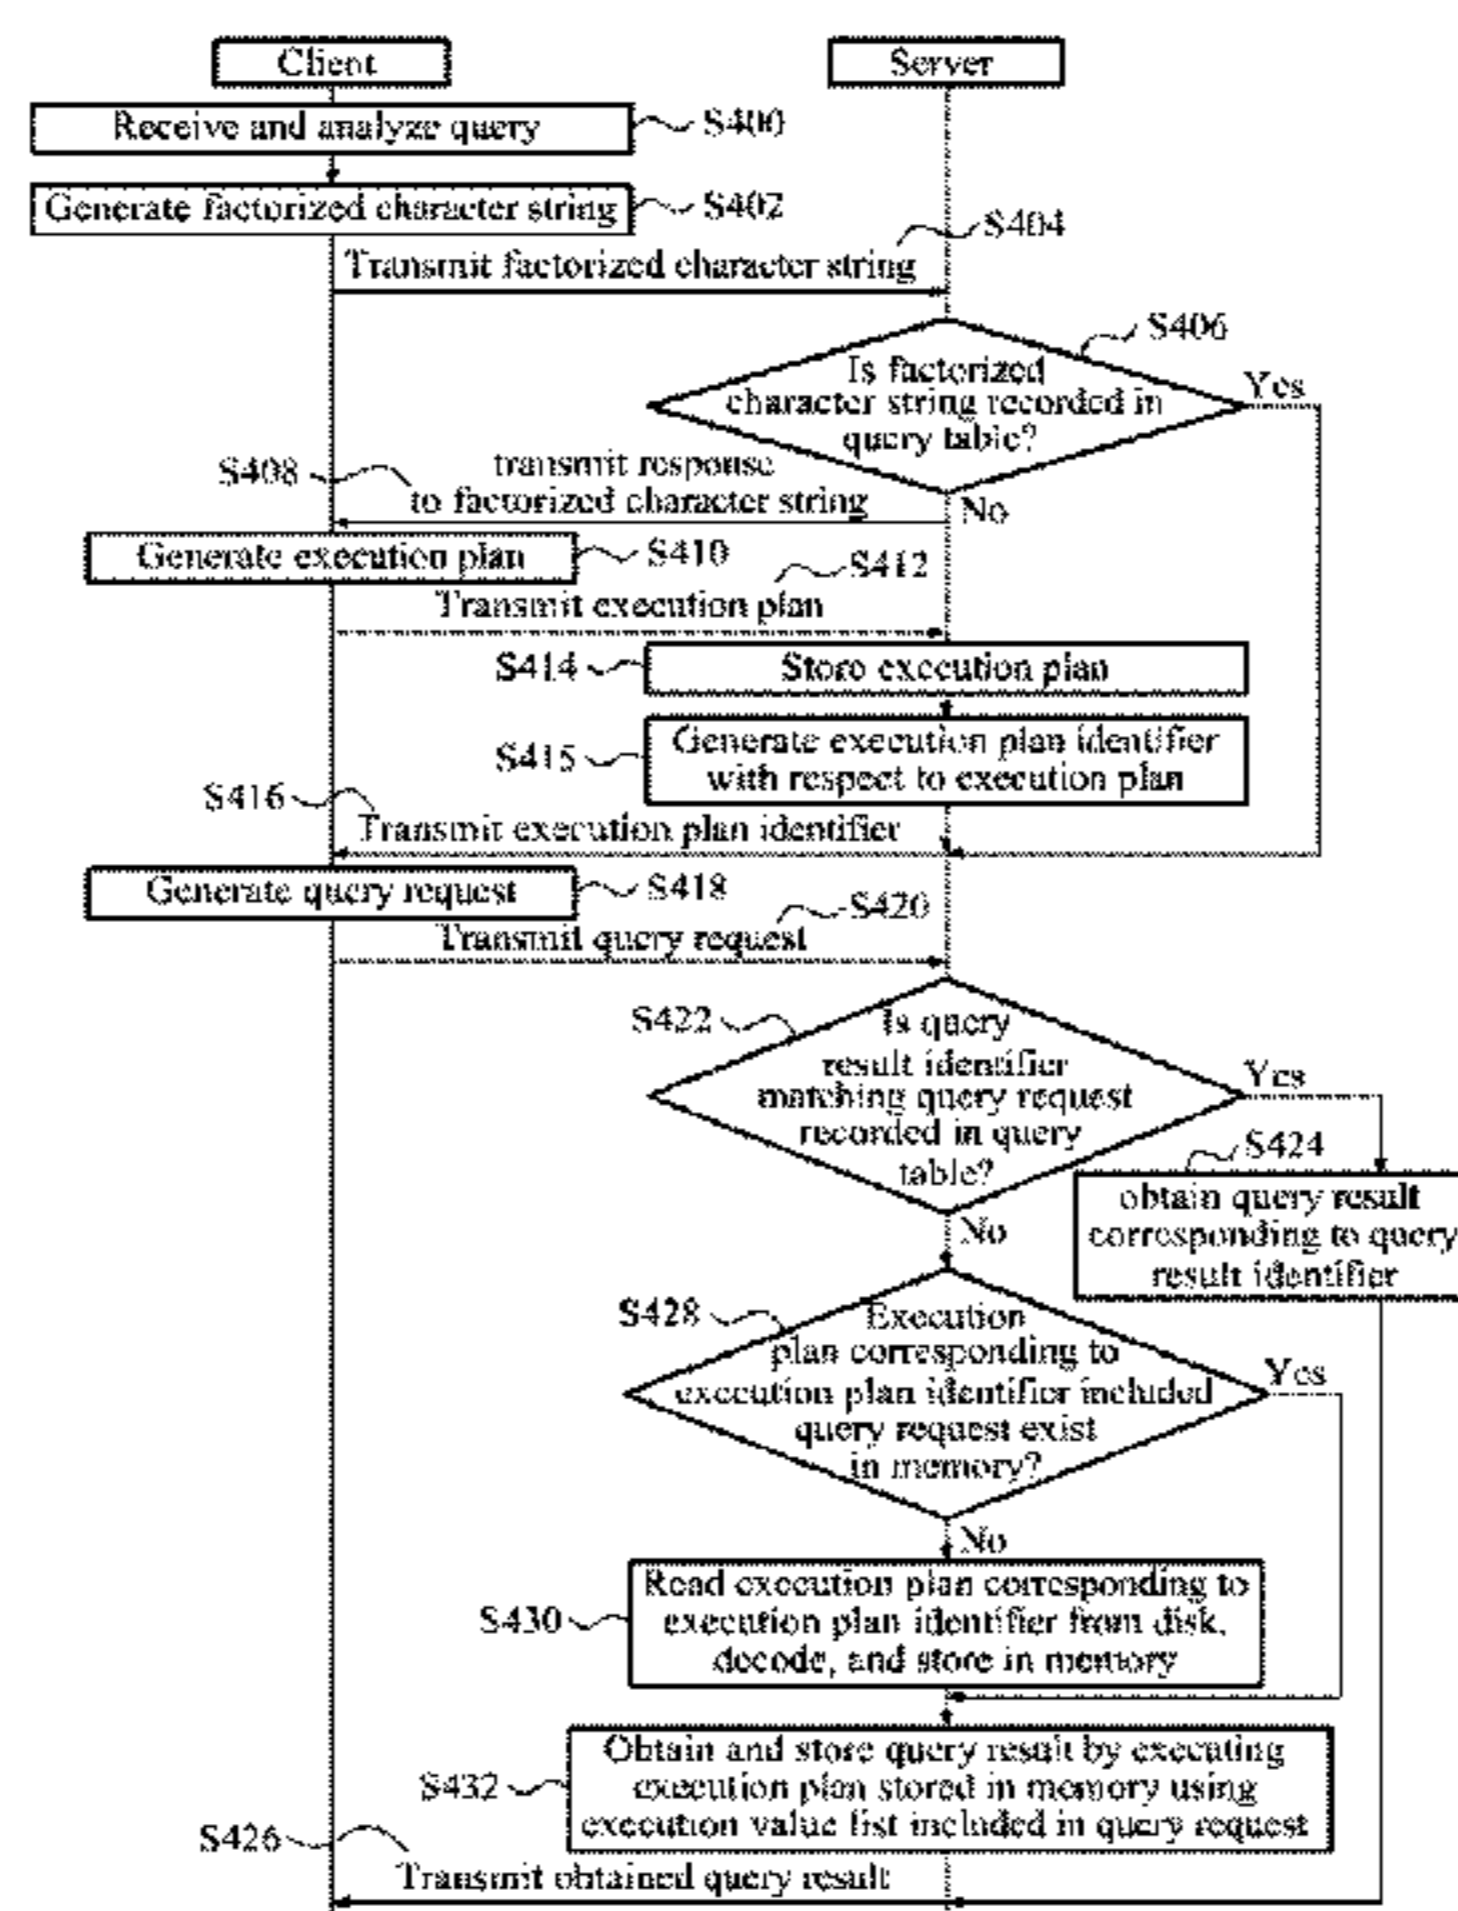 Client
Server
Receive and analyze query
S400
Generate factorized character string
S402
S404
Transmit factorized character string
S406
Is factorized
character string recorded in
query table?
Yes
S408
transmit response
to factorized character string
No
Generate execution plan
S410
S412
Transmit execution plan
S414
Store execution plan
S415
Generate execution plan identifier
with respect to execution plan
S416
Transmit execution plan identifier
Generate query request
S418
S420
Transmit query request
S422
Is query
result identifier
matching query request
recorded in query
table?
Yes
S424
obtain query result
corresponding to query
result identifier
No
S428
Execution
plan corresponding to
execution plan identifier included
query request exist
in memory?
Yes
No
S430
Read execution plan corresponding to
execution plan identifier from disk,
decode, and store in memory
S432
Obtain and store query result by executing
execution plan stored in memory using
execution value list included in query request
S426
Transmit obtained query result